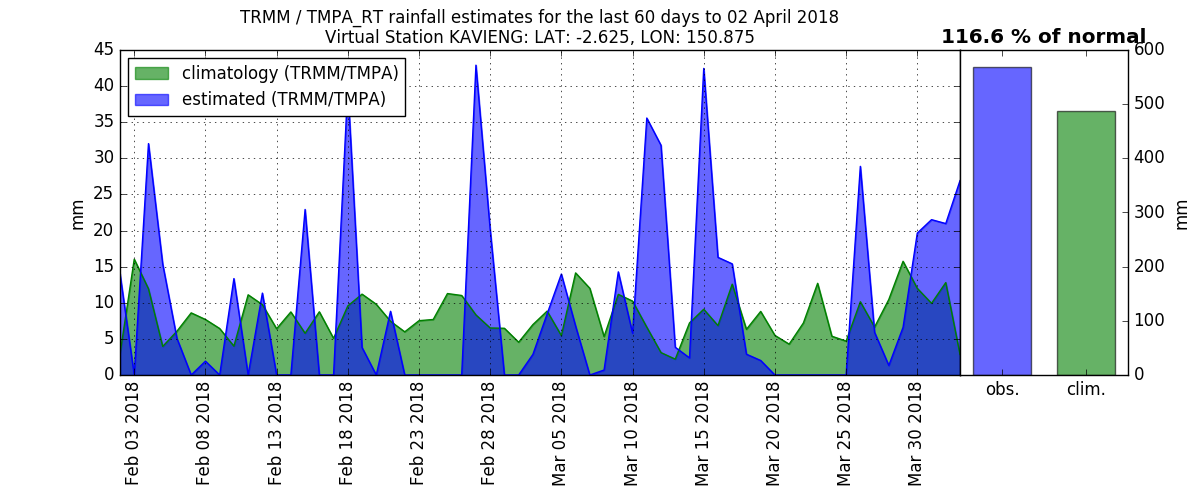 TRMM / TMPA_RT rainfall estimates for the last 60 days to 02 April 2018
Virtual Station KAVIENG: LAT: -2.625, LON: 150.875
116.6 % of normal
climatology (TRMM/TMPA)
estimated (TRMM/TMPA)
45
40
35
30
25
20
15
10
5
0
mm
Feb 03 2018
Feb 08 2018
Feb 13 2018
Feb 18 2018
Feb 23 2018
Feb 28 2018
Mar 05 2018
Mar 10 2018
Mar 15 2018
Mar 20 2018
Mar 25 2018
Mar 30 2018
obs.
clim.
600
500
400
300
200
100
0
mm